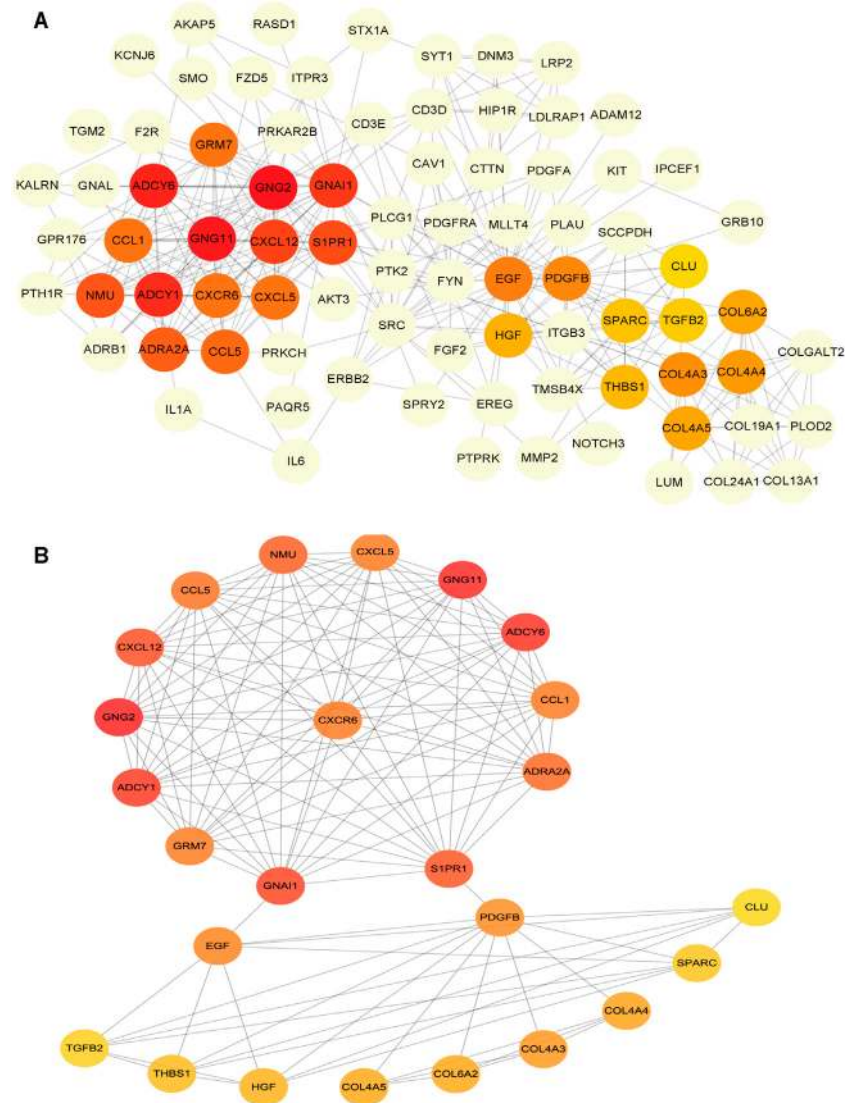 A
AKAP5
RASD1
STX1A
KCNJ6
SMO
FZD5
ITPR3
SYT1
DNM3
LRP2
TGM2
F2R
PRKAR2B
CD3E
CD3D
HIP1R
LDLRAP1
ADAM12
GRM7
CAV1
CTTN
PDGFA
KIT
IPCEF1
KALRN
GNAL
ADCY6
GNG2
GNAI1
PLCG1
PDGFRA
MLLT4
PLAU
SCCPDH
GRB10
GPR176
CCL1
GNG11
CXCL12
S1PR1
PTK2
FYN
EGF
PDGFB
CLU
PTH1R
NMU
ADCY1
CXCR6
CXCL5
AKT3
SRC
HGF
ITGB3
SPARC
TGFB2
COL6A2
ADRB1
ADRA2A
CCL5
PRKCH
ERBB2
FGF2
TMSB4X
THBS1
COL4A3
COL4A4
COLGALT2
IL1A
PAQR5
SPRY2
EREG
COL4A5
COL19A1
PLOD2
IL6
PTPRK
MMP2
NOTCH3
LUM
COL24A1
COL13A1
B
NMU
CXCL5
GNG11
CCL5
ADCY6
CXCL12
CCL1
GNG2
CXCR6
ADRA2A
ADCY1
GRM7
S1PR1
GNAI1
CLU
PDGFB
EGF
SPARC
COL4A4
TGFB2
COL4A3
THBS1
HGF
COL4A5
COL6A2